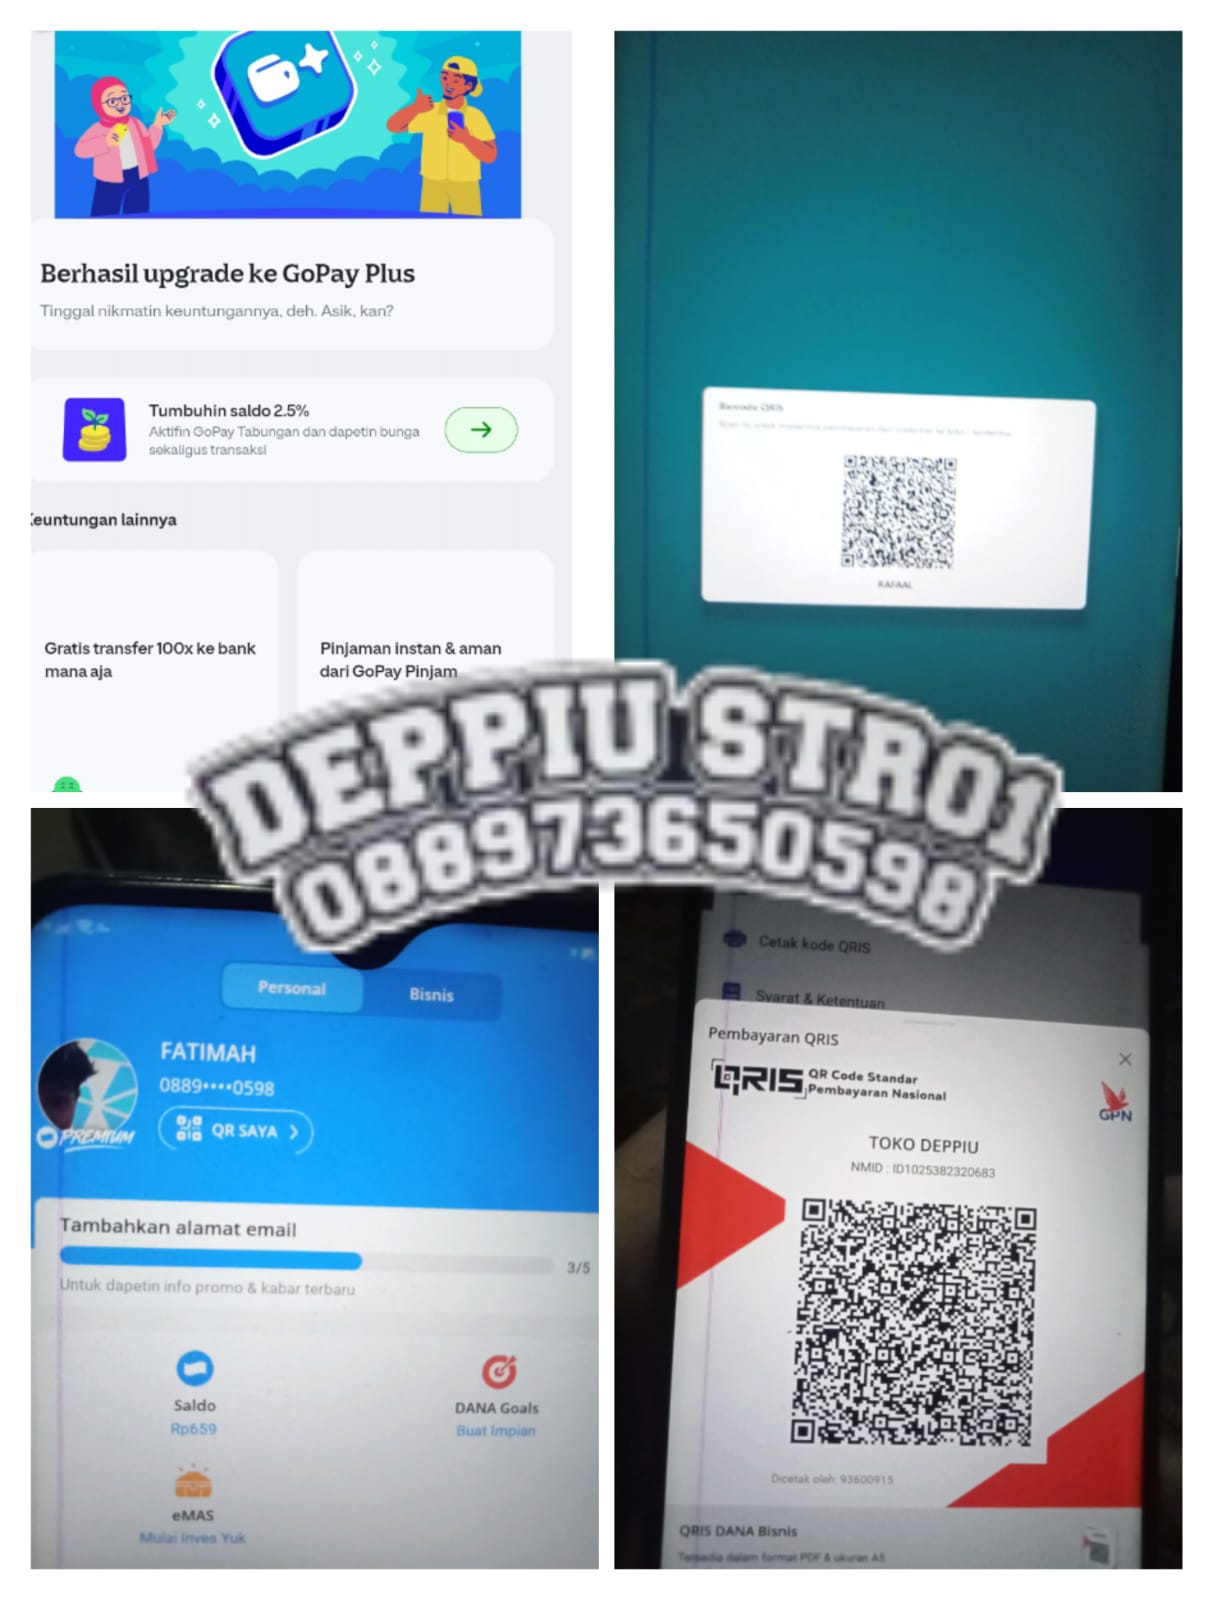 Berhasil upgrade ke GoPay Plus
Tinggal nikmatin keuntungannya, deh. Asik, kan?
Tumbuhin saldo 2.5%
Aktifin GoPay Tabungan dan dapetin bunga
sekaligus transaksi
Keuntungan lainnya
Gratis transfer 100x ke bank
mana aja
Pinjaman instan & aman
dari GoPay Pinjam
Barcode QRIS
RAFAAL
DEPPIU STR01
088973650598
Personal
Bisnis
FATIMAH
0889••••0598
QR SAYA
PREMIUM
Tambahkan alamat email
3/5
Untuk dapetin info promo & kabar terbaru
Saldo
Rp659
DANA Goals
Buat Impian
eMAS
Mulai Inves Yuk
Cetak kode QRIS
Syarat & Ketentuan
Pembayaran QRIS
QRIS QR Code Standar
Pembayaran Nasional
GPN
TOKO DEPPIU
NMID : ID1025382320683
Dicetak oleh: 93600915
QRIS DANA Bisnis
Tersedia dalam format PDF & ukuran A5.